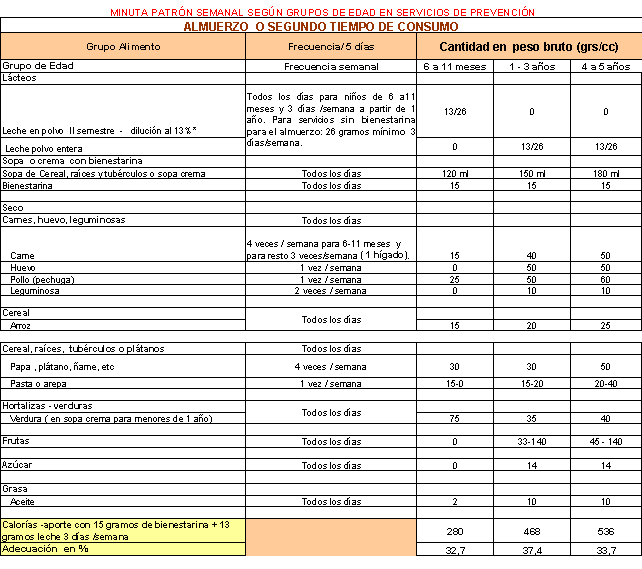 MINUTA PATRÓN SEMANAL SEGÚN GRUPOS DE EDAD EN SERVICIOS DE PREVENCIÓN
ALMUERZO O SEGUNDO TIEMPO DE CONSUMO
Grupo Alimento Frecuencia/ 5 días Cantidad en peso bruto (grs/cc)
Grupo de Edad Frecuencia semanal 6 a 11 meses 1 - 3 años 4 a 5 años
Lácteos
Todos los días para niños de 6 a11
meses y 3 días /semana a partir de 1
año. Para servicios sin bienestarina
para el almuerzo: 26 gramos mínimo 3
días/semana.
Leche en polvo II semestre - dilución al 13% * 13/26 0 0
Leche polvo entera 0 13/26 13/26
Sopa o crema con bienestarina
Sopa de Cereal, raíces y tubérculos o sopa crema Todos los días 120 ml 150 ml 180 ml
Bienestarina Todos los días 15 15 15
Seco
Carnes, huevo, leguminosas Todos los días
4 veces / semana para 6-11 meses y
para resto 3 veces/semana ( 1 hígado).
Carne 15 40 50
Huevo 1 vez / semana 0 50 50
Pollo (pechuga) 1 vez / semana 25 50 60
Leguminosa 2 veces / semana 0 10 10
Cereal Todos los días
Arroz 15 20 25
Cereal, raíces, tubérculos o plátanos Todos los días
Papa , plátano, ñame, etc 4 veces / semana 30 30 50
Pasta o arepa 1 vez / semana 15-0 15-20 20-40
Hortalizas - verduras Todos los días
Verdura ( en sopa crema para menores de 1 año) 75 35 40
Frutas Todos los días 0 33-140 45 - 140
Azúcar Todos los días 0 14 14
Grasa
Aceite Todos los días 2 10 10
Calorías -aporte con 15 gramos de bienestarina + 13
gramos leche 3 días /semana 280 468 536
Adecuación en % 32,7 37,4 33,7